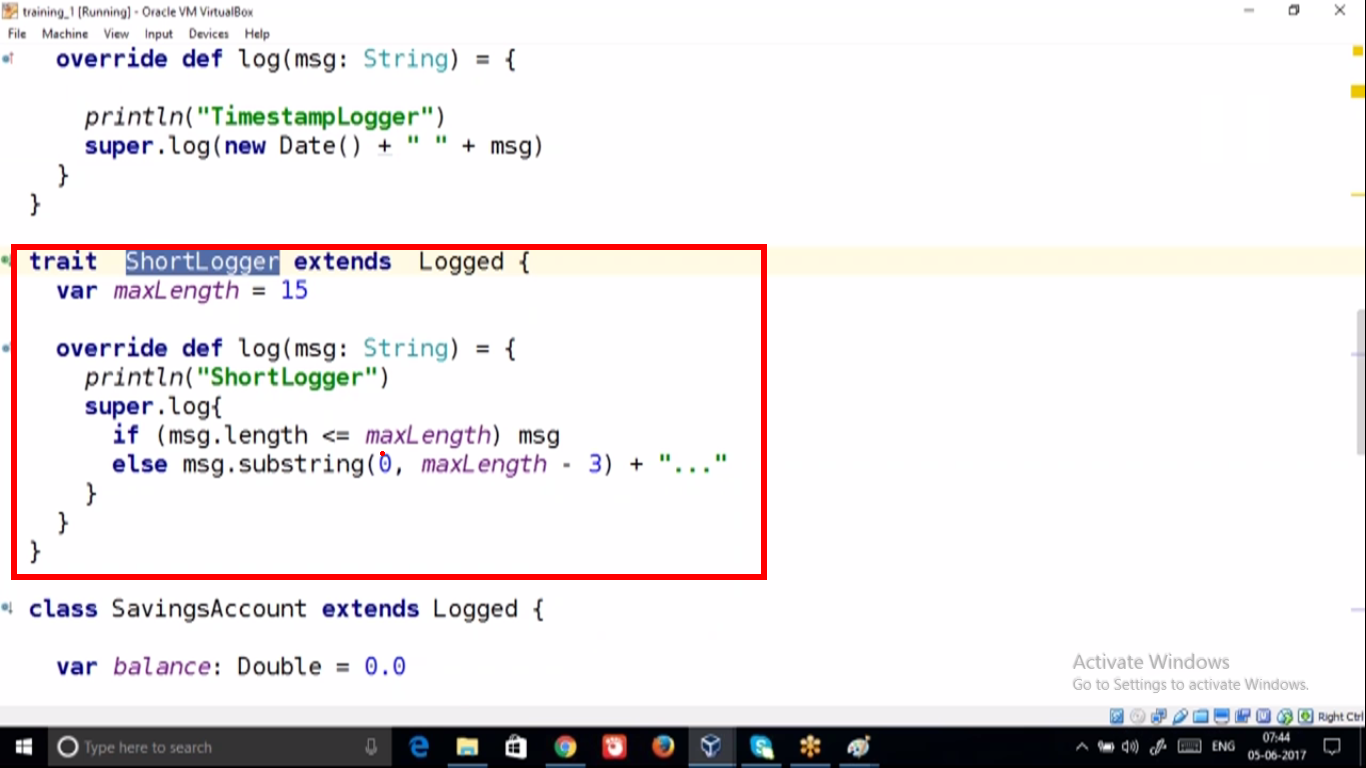 training_1 [Running] - Oracle VM VirtualBox
File Machine View Input Devices Help
override def log(msg: String) = {
println("TimestampLogger")
super.log(new Date() + " " + msg)
}
}
trait ShortLogger extends Logged {
var maxLength = 15
override def log(msg: String) = {
println("ShortLogger")
super.log{
if (msg.length <= maxLength) msg
else msg.substring(0, maxLength - 3) + "..."
}
}
}
class SavingsAccount extends Logged {
var balance: Double = 0.0
Activate Windows
Go to Settings to activate Windows.
Right Ctrl
Type here to search
ENG
07:44
05-06-2017